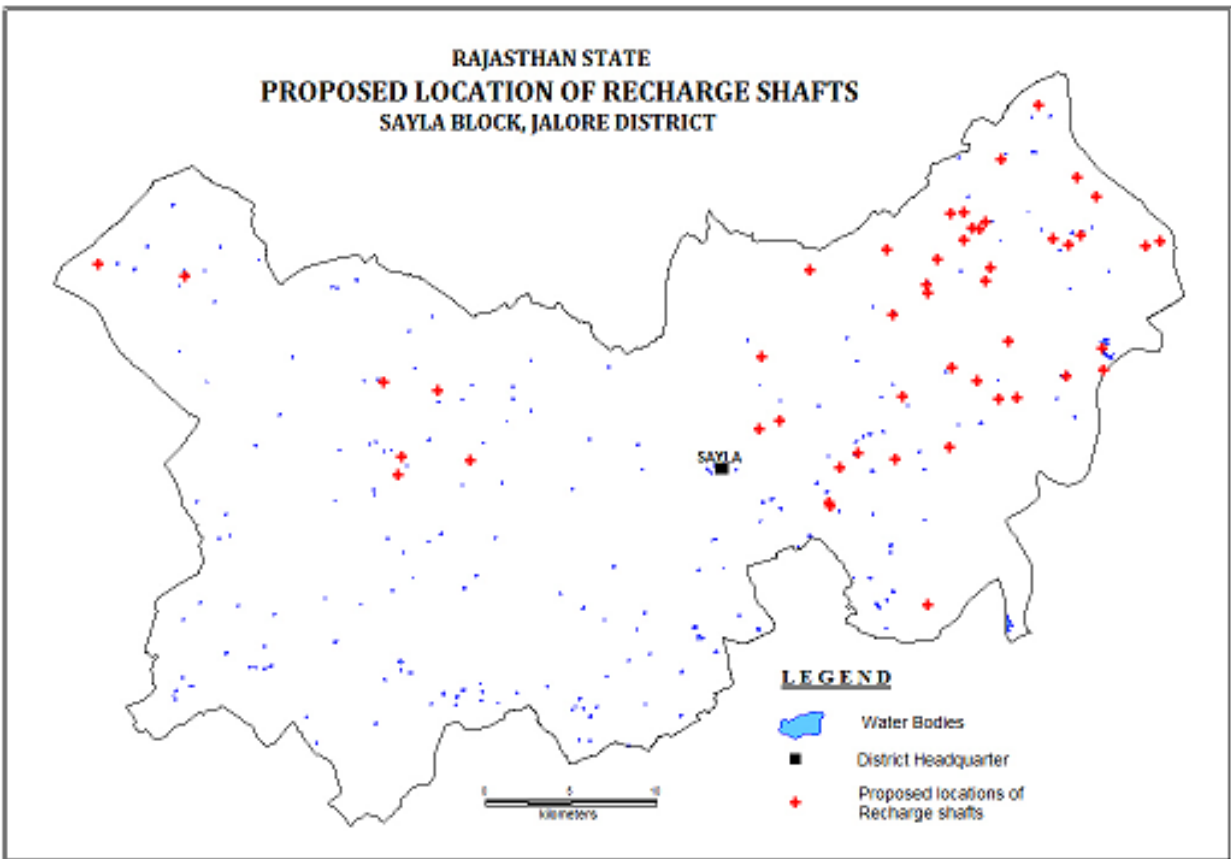 RAJASTHAN STATE
PROPOSED LOCATION OF RECHARGE SHAFTS
SAYLA BLOCK, JALORE DISTRICT
SAYLA
LEGEND
Water Bodies
District Headquarter
Proposed locations of
Recharge shafts
0 5 10
kilometers